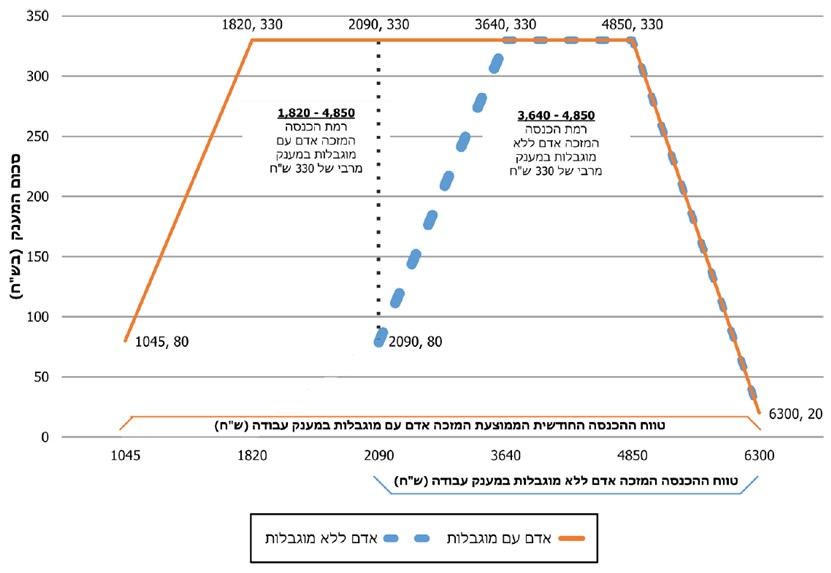 350
300
250
200
150
100
50
0
סכום המענק (בש"ח)
1820, 330
2090, 330
3640, 330
4850, 330
1,820 - 4,850
רמת הכנסה
המזכה אדם עם
מוגבלות במענק
מרבי של 330 ש"ח
3,640 - 4,850
רמת הכנסה
המזכה אדם ללא
מוגבלות במענק
מרבי של 330 ש"ח
1045, 80
2090, 80
6300, 20
טווח ההכנסה החודשית הממוצעת המזכה אדם עם מוגבלות במענק עבודה (ש"ח)
1045
1820
2090
3640
4850
6300
טווח ההכנסה המזכה אדם ללא מוגבלות במענק עבודה (ש"ח)
אדם עם מוגבלות
אדם ללא מוגבלות